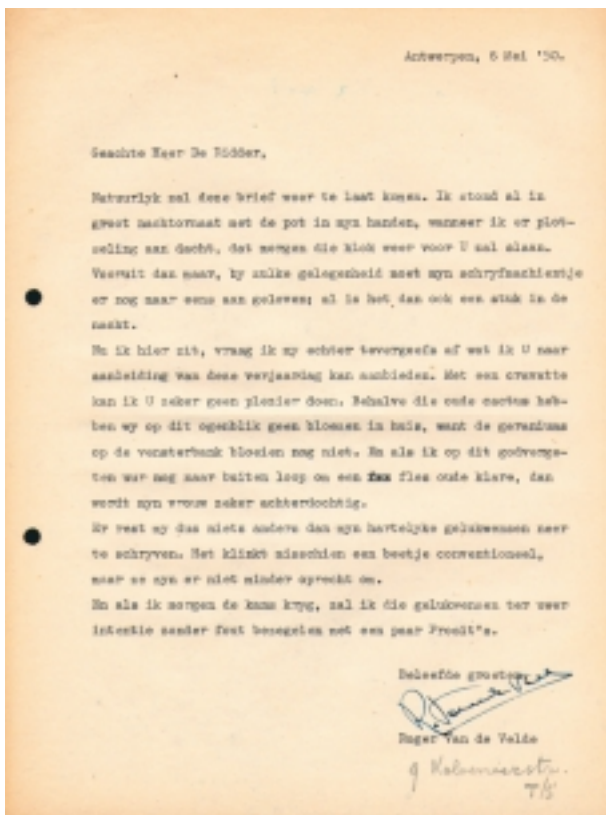 Antwerpen, 6 Mei '50.
Geachte Heer De Ridder,
Natuurlyk zal deze brief weer te laat komen. Ik stond al in
groot nachtornaat met de pot in myn handen, wanneer ik er plot-
seling aan dacht, dat morgen die klok weer voor U zal slaan.
Vooruit dan maar, by zulke gelegenheid moet myn schryfmachientje
er nog maar eens aan geloven; al is het dan ook een stuk in de
nacht.
Nu ik hier zit, vraag ik my echter tevergeefs af wat ik U naar
aanleiding van deze verjaardag kan aanbieden. Met een cravatte
kan ik U zeker geen plezier doen. Behalve die oude cactus heb-
ben wy op dit ogenblik geen bloemen in huis, want de geraniums
op de vensterbank bloeien nog niet. En als ik op dit godverge-
ten uur nog naar buiten loop om een fles oude klare, dan
wordt myn vrouw zeker achterdochtig.
Er rest my dus niets anders dan myn hartelyke gelukwensen neer
te schryven. Het klinkt misschien een beetje conventioneel,
maar ze zyn er niet minder oprecht om.
En als ik morgen de kans kryg, zal ik die gelukwensen ter uwer
intentie zonder fout bezegelen met een paar Prosit's.
Beleefde groeten,
Roger Van de Velde
9 Kolveniersstr.